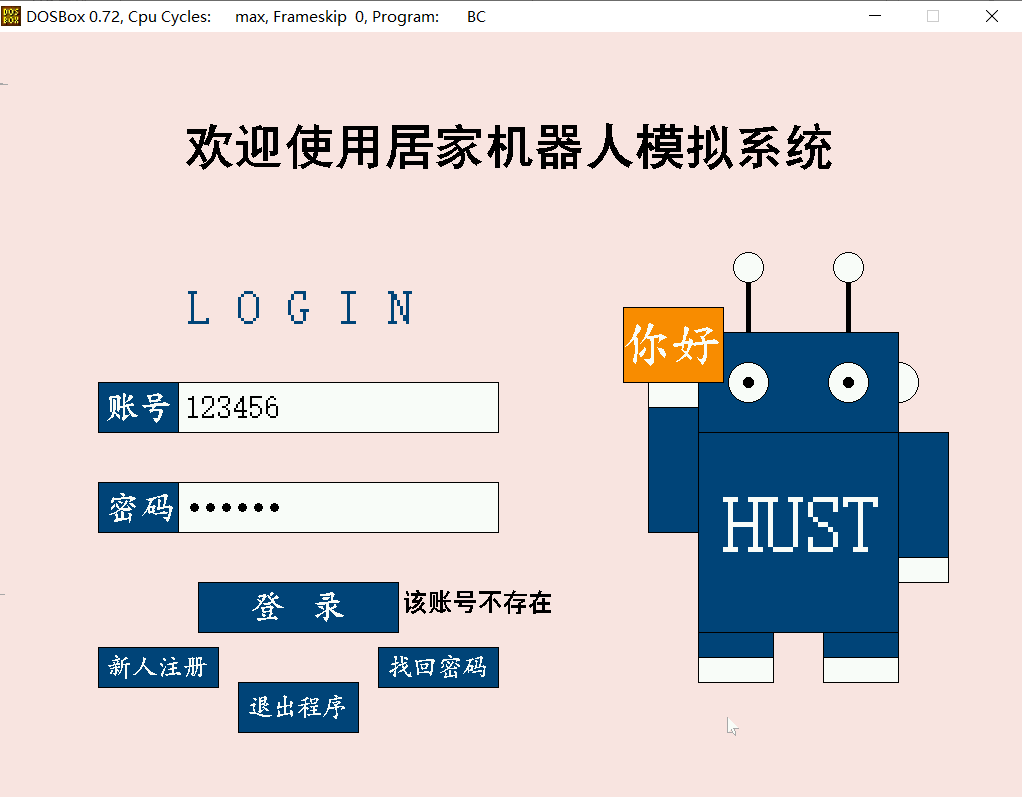 DOSBox 0.72, Cpu Cycles: max, Frameskip 0, Program: BC
欢迎使用居家机器人模拟系统
LOGIN
你好
账号 123456
密码 ••••••
HUST
登 录 该账号不存在
新人注册 找回密码
退出程序